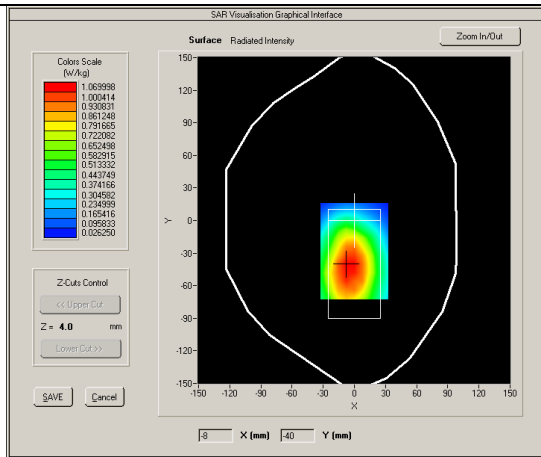 SAR Visualisation Graphical Interface
Surface Radiated Intensity
Zoom In/Out
Colors Scale
(W/kg)
1.069998
1.000414
0.930831
0.861248
0.791665
0.722082
0.652498
0.582915
0.513332
0.443749
0.374166
0.304582
0.234999
0.165416
0.095833
0.026250
Z-Cuts Control
<< Upper Cut
Z = 4.0 mm
Lower Cut >>
SAVE Cancel
150
120
90
60
30
0
-30
-60
-90
-120
-150
Y
-150 -120 -90 -60 -30 0 30 60 90 120 150
X
-8 X (mm) -40 Y (mm)